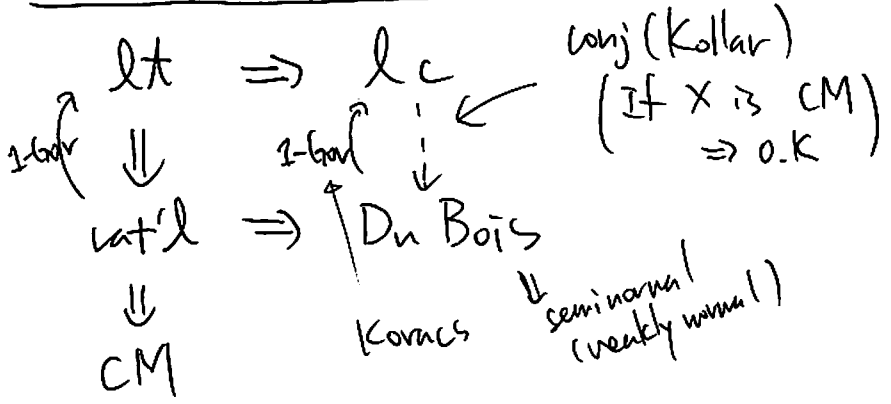 lt ⇒ lc conj (Kollar)
(If X is CM
⇒ O.K)
1-Gor ⇓ 1-Gor
rat'l ⇒ Du Bois
⇓ ⇓ seminormal
(weakly normal)
CM Kovacs